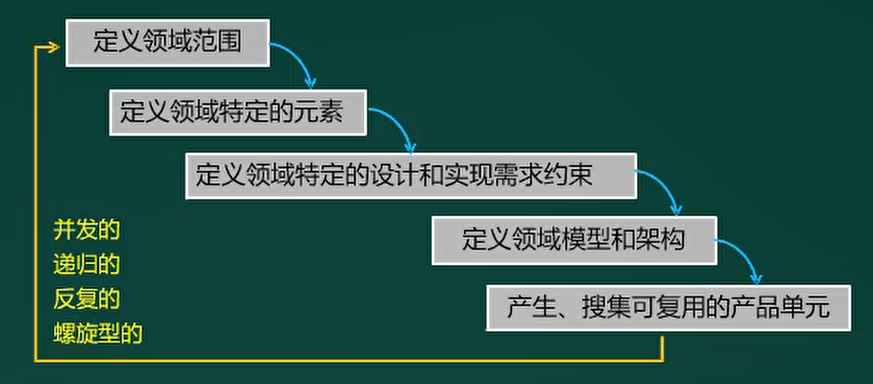 定义领域范围
定义领域特定的元素
定义领域特定的设计和实现需求约束
定义领域模型和架构
产生、搜集可复用的产品单元
并发的
递归的
反复的
螺旋型的